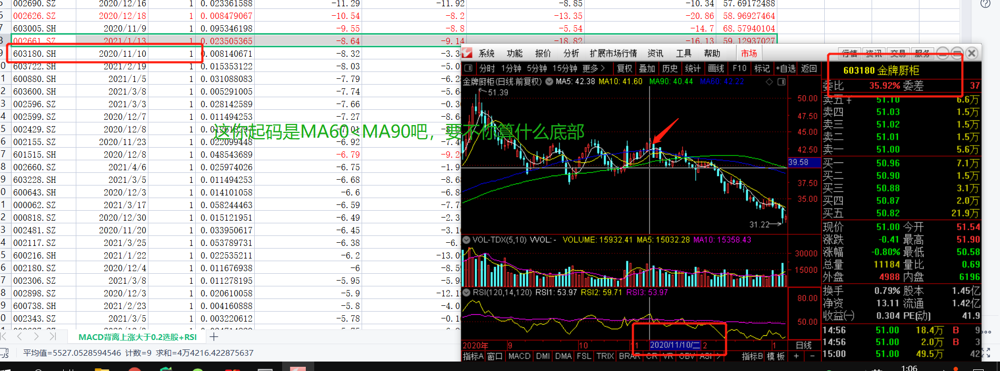 002690.SZ 2020/12/16 1 0.023361588 -11.29 -11.92 -8.85 -10.34 57.69172488
002626.SZ 2020/12/18 1 0.008479067 -10.54 -8.2 -13.35 -20.86 58.96927464
603005.SH 2020/11/9 1 0.095346198 -9.55 -8.8 -5.54 -14.7 68.57940104
002661.SZ 2021/1/13 1 0.023505365 -8.64 -9.14 -18.82 -16.13 59.12937027
603180.SH 2020/11/10 1 0.008140671 -8.32 -3.3
603722.SH 2021/2/19 1 0.015353122 -8.03 -5.0
600880.SH 2021/1/5 1 0.031088083 -7.79 -6.2
603600.SH 2021/3/8 1 0.005291005 -7.74 -5.6
002596.SZ 2021/3/3 1 0.028142589 -7.66 -0.3
002599.SZ 2020/12/7 1 0.011494253 -7.27 -8.6
002429.SZ 2020/12/8 1
这你起码是MA60<MA90吧，要不你算什么底部
002155.SZ 2020/11/23 1 0.022099448 -6.92 -7.4
601515.SH 2020/12/8 1 0.048543689 -6.79 -9.2
002660.SZ 2021/4/6 1 0.025974026 -6.75 -1.9
603228.SH 2021/3/5 1 0.011494253 -6.68 -8.6
600643.SH 2020/12/3 1 0.014101058 -6.6 -6.8
000062.SZ 2021/3/17 1 0.058244463 -6.59 -7.7
000818.SZ 2020/12/30 1 0.015121951 -6.49 -2.3
002481.SZ 2020/11/20 1 0.033950617 -6.45 -3.1
002117.SZ 2021/3/25 1 0.053789731 -6.38 -6.
600216.SH 2021/1/22 1 0.022535211 -6.2 -13.0
002180.SZ 2020/12/4 1 0.011676938 -6 -8.5
002306.SZ 2021/3/8 1 0.011278195 -5.95 -5.9
002898.SZ 2020/12/3 1 0.020610058 -5.9 -12.1
600738.SH 2021/2/23 1 0.004160888 -5.8 -4.0
002343.SZ 2021/3/5 1 0.003220612 -5.78 -0.1
MACD背离上涨大于0.2选股+RSI
平均值=5527.0528594546 计数=9 求和=4万4216.422875637
系统 功能 报价 分析 扩展市场行情 资讯 工具 帮助 市场 行情 资讯 交易 服务
分时 1分钟 5分钟 15分钟 更多> 复权 叠加 历史 统计 画线 F10 标记 +自选 返回
603180 金牌厨柜
金牌厨柜(日线.前复权) MA5: 42.38 MA10: 41.60 MA90: 40.44 MA60: 42.22
51.39
50.00
47.50
45.00
42.50
39.58
37.50
35.00
31.22
VOL-TDX(5,10) VVOL: - VOLUME: 15932.41 MA5: 15032.28 MA10: 15358.43
30000
15000
RSI(120,14,120) RSI1: 53.97 RSI2: 59.71 RSI3: 53.97
80.00
50.00
2020年 9 10 11 2020/11/10/二 2 1 日线
指标A 窗口 MACD DMI DMA FSL TRIX BRAR CR VR OBV ASI > 指标B 模板 + -
委比 35.92% 委差 37
卖五 51.10 6.6万
卖四 51.03 1.5万
卖三 51.02 1.5万
卖二 51.01 1.5万
卖一 51.00 5.6万
买一 50.96 7.1万
买二 50.90 1.5万
买三 50.88 3.1万
买四 50.87 2.0万
买五 50.82 21.9万
现价 51.00 今开 51.54
涨跌 -0.41 最高 51.90
涨幅 -0.80% 最低 50.58
总量 11184 量比 0.69
外盘 4988 内盘 6196
换手 0.79% 股本 1.45亿
净资 13.11 流通 1.42亿
收益(一) 0.304 PE(动) 41.9
14:56 51.00 18.4万 B 9
14:56 51.00 2.0万 B 3
15:00 51.00 49.5万 42
1:06